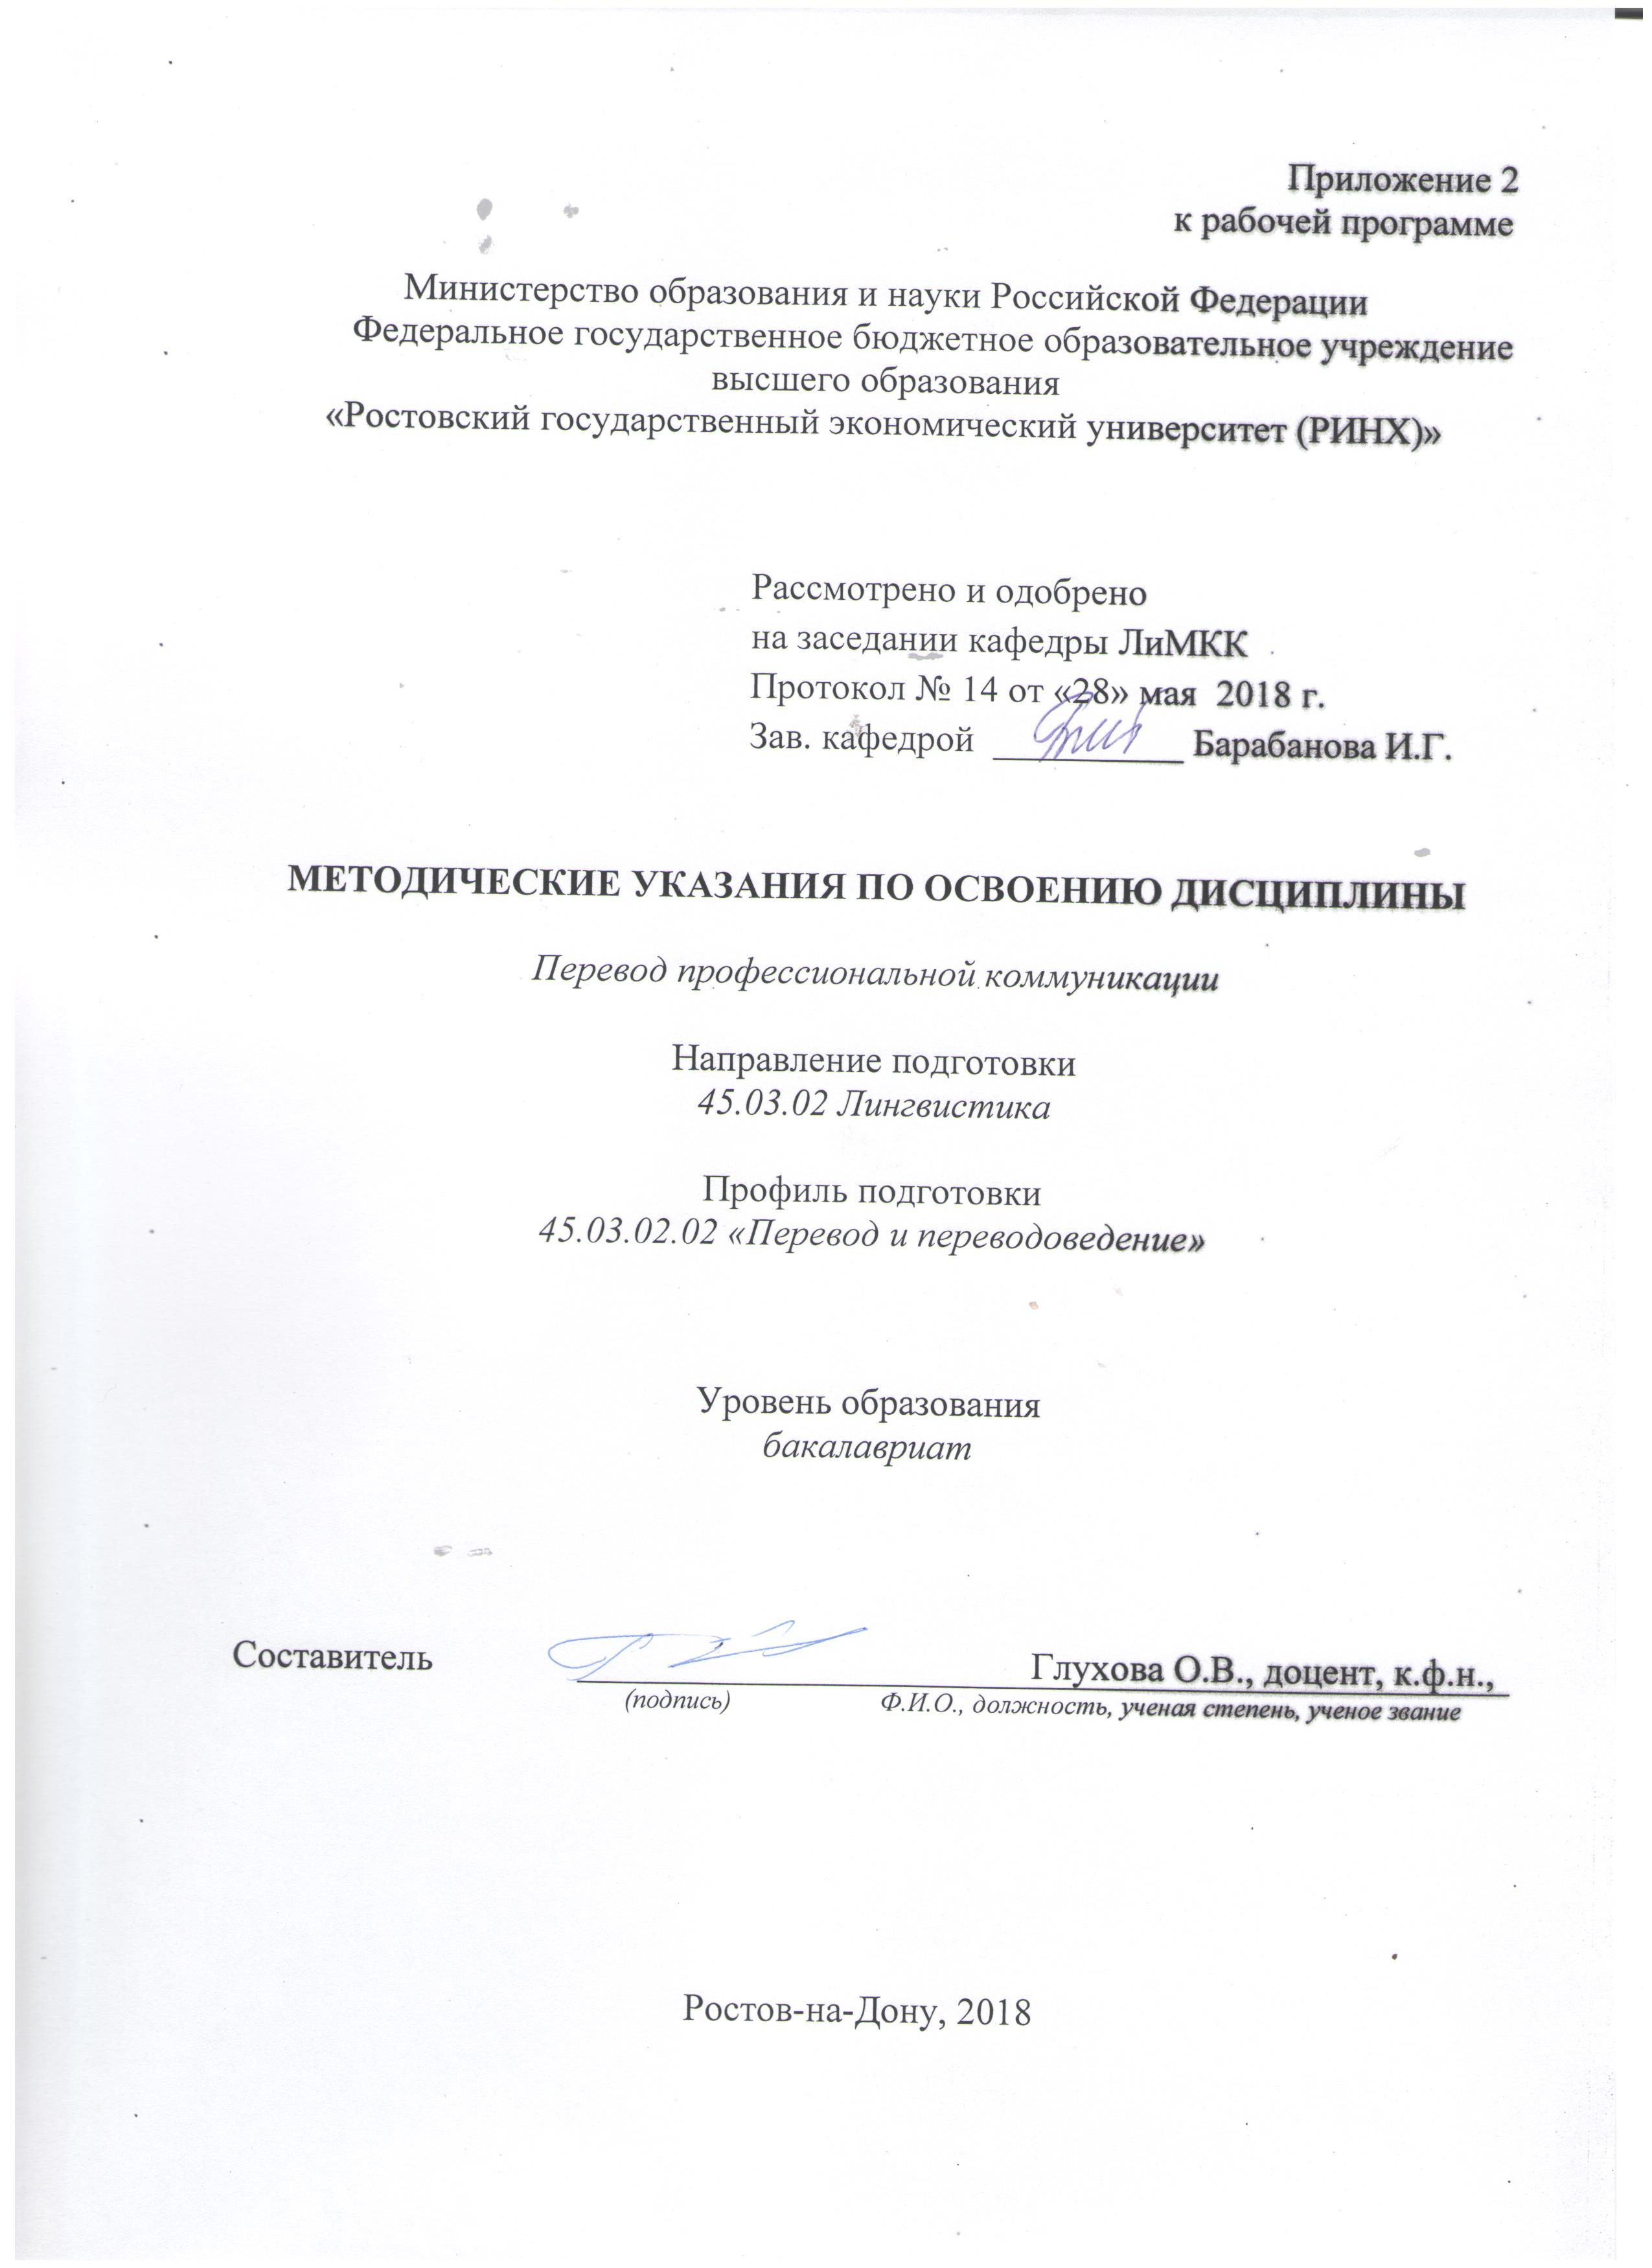 Приложение 2
к рабочей программе
Министерство образования и науки Российской Федерации
Федеральное государственное бюджетное образовательное учреждение
высшего образования
«Ростовский государственный экономический университет (РИНХ)»
Рассмотрено и одобрено
на заседании кафедры ЛиМКК
Протокол № 14 от «28» мая 2018 г.
Зав. кафедрой __________ Барабанова И.Г.
МЕТОДИЧЕСКИЕ УКАЗАНИЯ ПО ОСВОЕНИЮ ДИСЦИПЛИНЫ
Перевод профессиональной коммуникации
Направление подготовки
45.03.02 Лингвистика
Профиль подготовки
45.03.02.02 «Перевод и переводоведение»
Уровень образования
бакалавриат
Составитель Глухова О.В., доцент, к.ф.н.,
(подпись) Ф.И.О., должность, ученая степень, ученое звание
Ростов-на-Дону, 2018